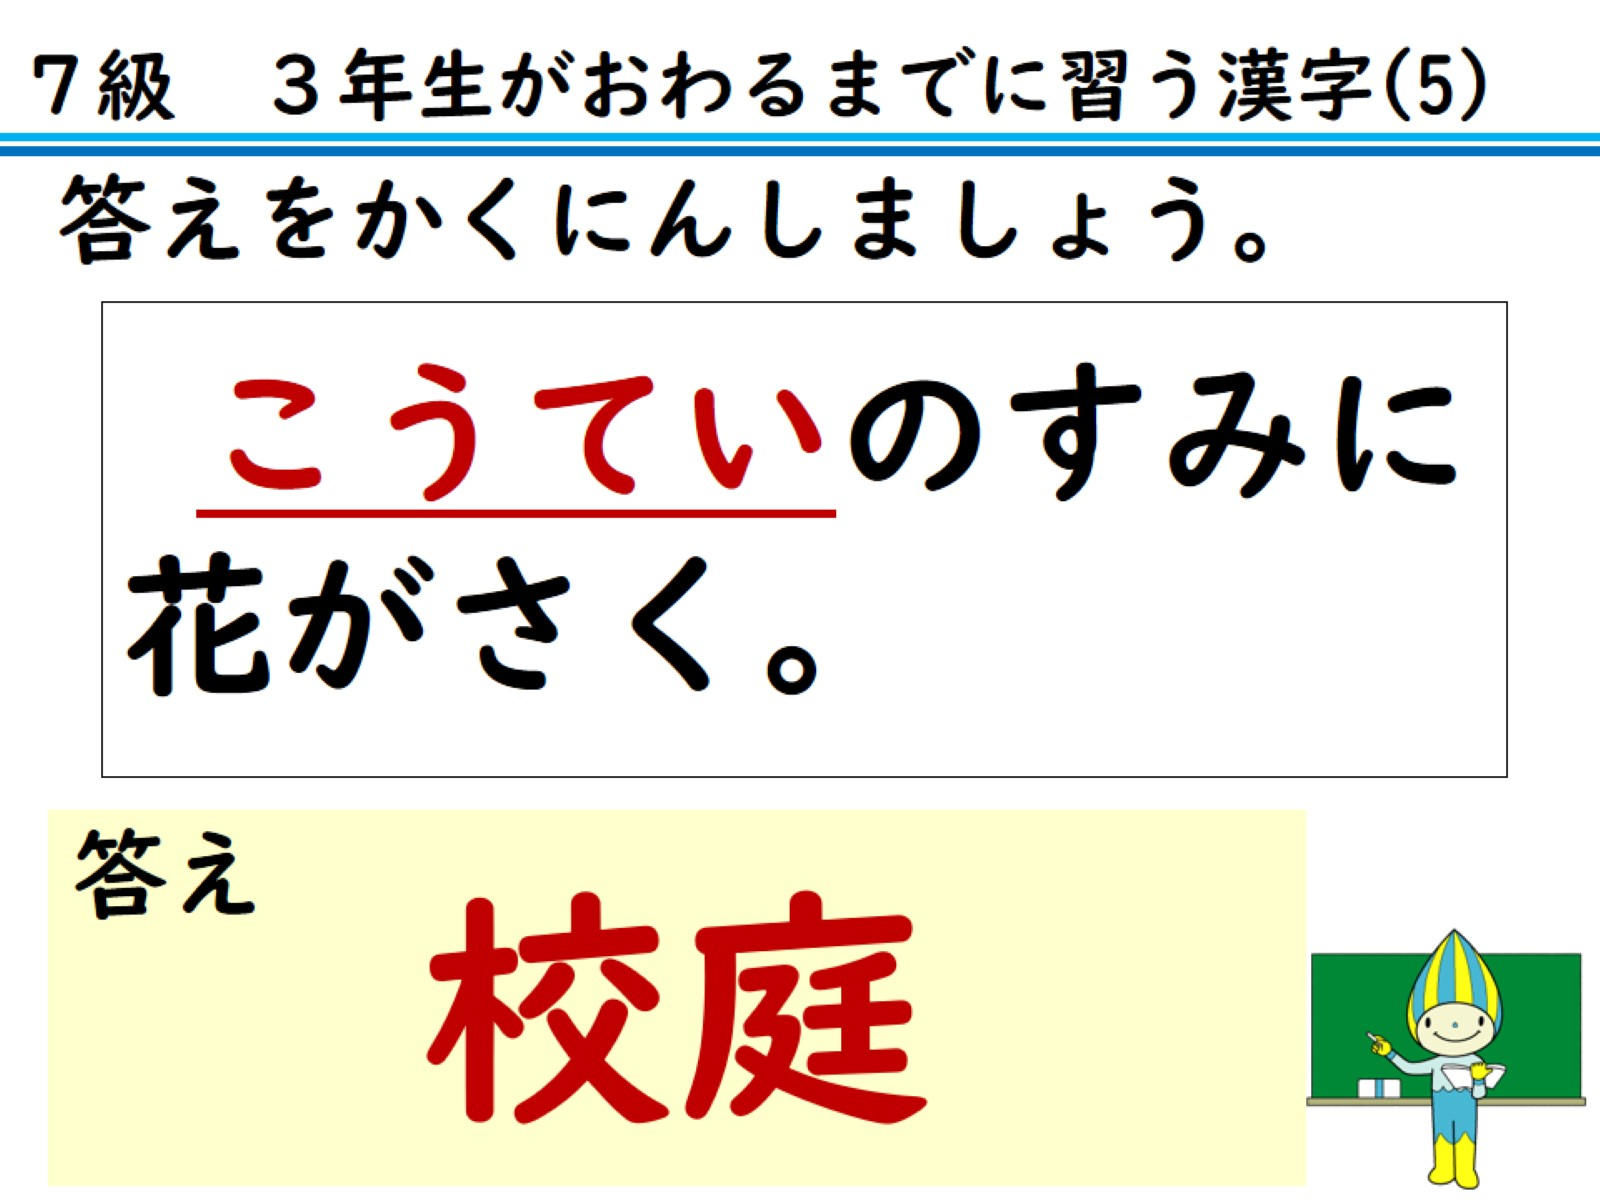 ７級　３年生がおわるまでに習う漢字(5)
答えをかくにんしましょう。
こうていのすみに
花がさく。
答え
校庭